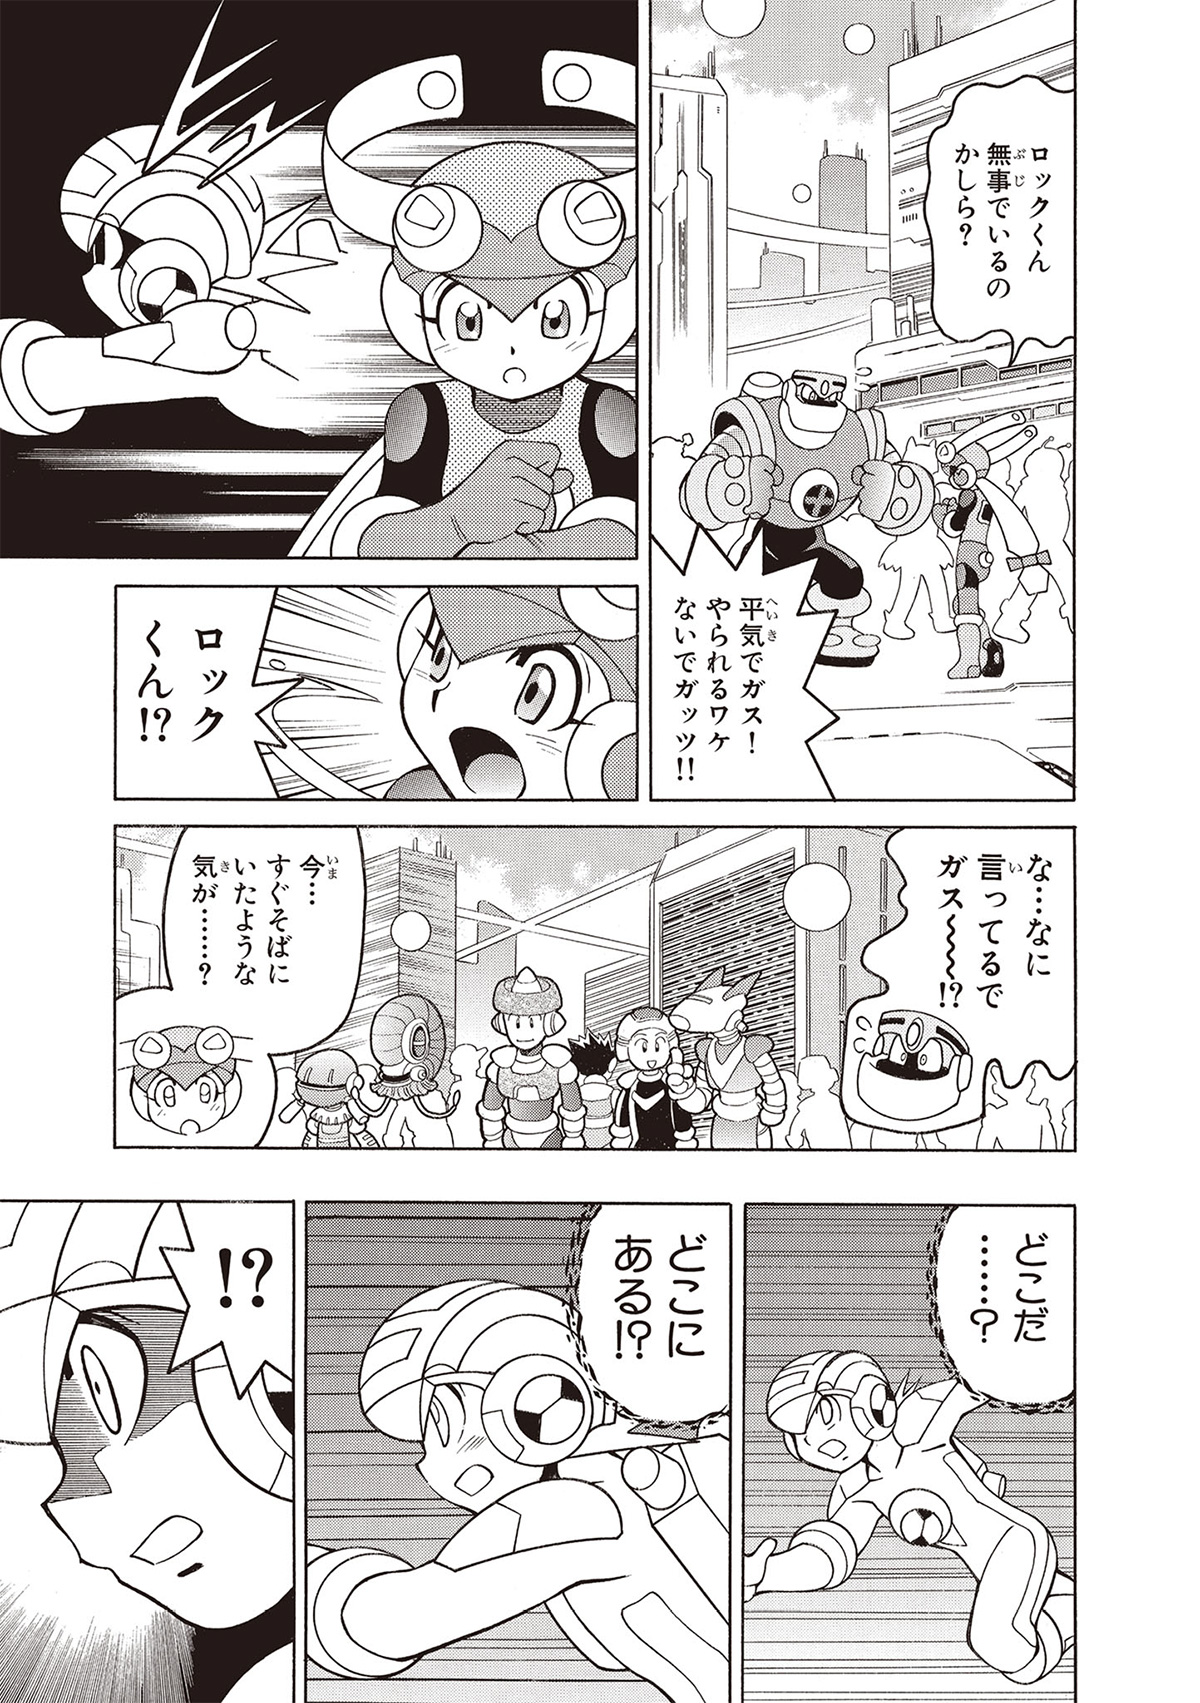 ロックくん
無事でいるの
かしら?
平気でガス!
やられるワケ
ないでガッツ!!
ロック
くん!?
な…なに
言ってるで
ガス〜〜!?
今…
すぐそばに
いたような
気が……?
どこだ
……?
どこに
ある!?
!?